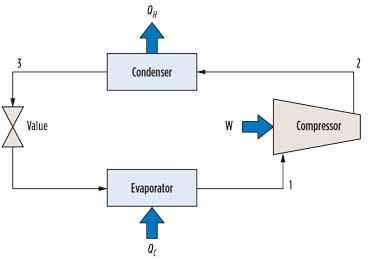 Q_H
3
2
Condenser
Value
W
Compressor
Evaporator
1
Q_C